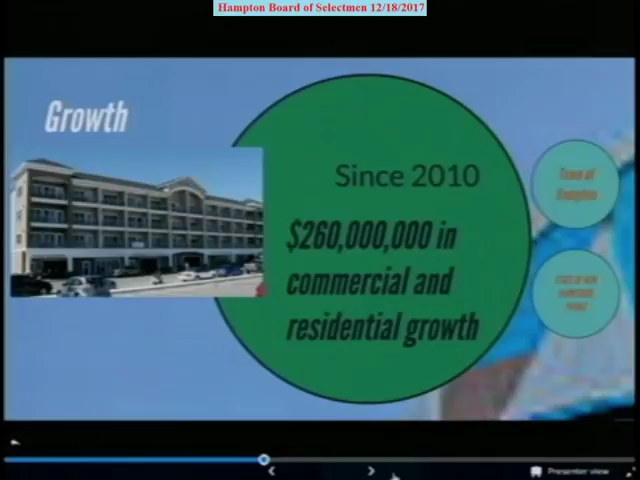 Hampton Board of Selectmen 12/18/2017
Growth
Since 2010
$260,000,000 in
commercial and
residential growth
Town of
Hampton
Presenter view